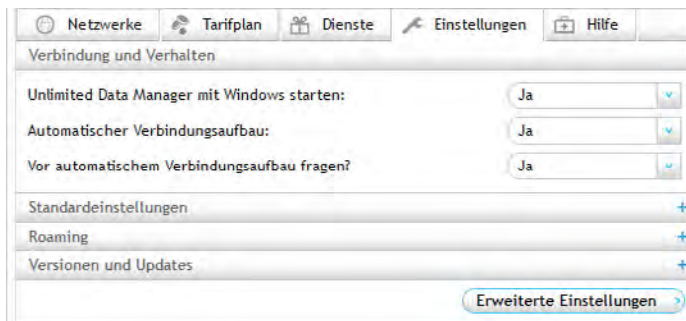 Netzwerke Tarifplan Dienste Einstellungen Hilfe
Verbindung und Verhalten
Unlimited Data Manager mit Windows starten: Ja
Automatischer Verbindungsaufbau: Ja
Vor automatischem Verbindungsaufbau fragen? Ja
Standardeinstellungen +
Roaming +
Versionen und Updates +
Erweiterte Einstellungen